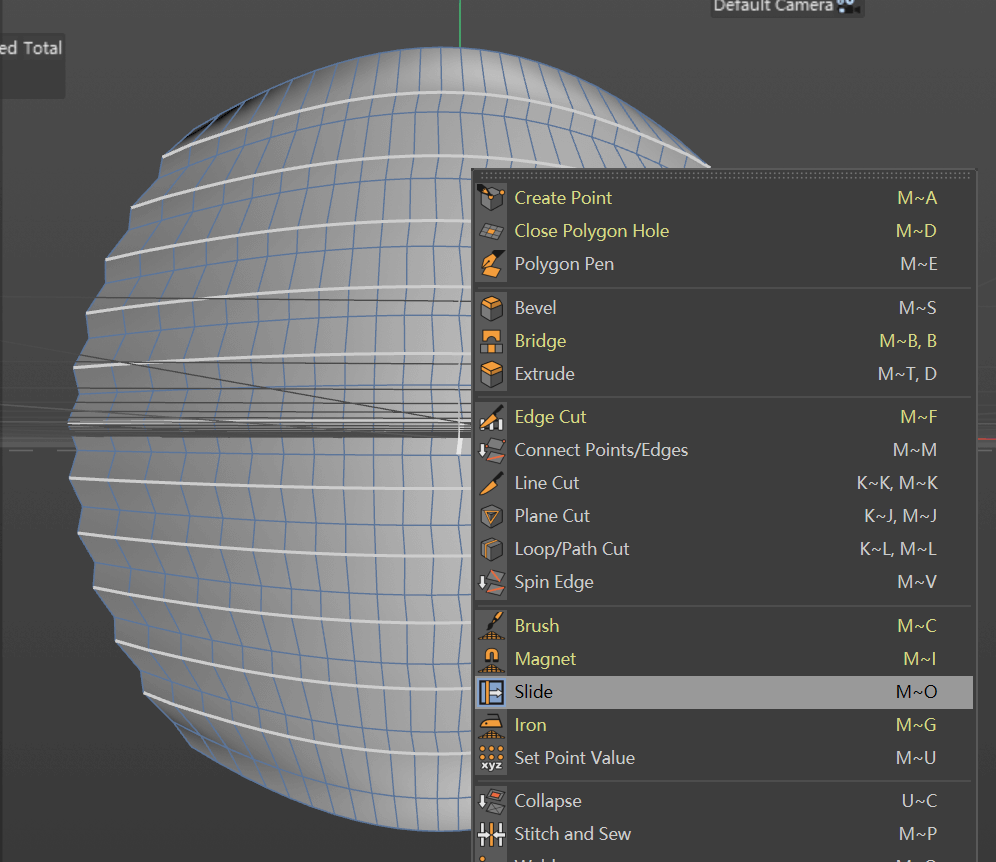 Default Camera
ed Total
Create Point M~A
Close Polygon Hole M~D
Polygon Pen M~E
Bevel M~S
Bridge M~B, B
Extrude M~T, D
Edge Cut M~F
Connect Points/Edges M~M
Line Cut K~K, M~K
Plane Cut K~J, M~J
Loop/Path Cut K~L, M~L
Spin Edge M~V
Brush M~C
Magnet M~I
Slide M~O
Iron M~G
xyz Set Point Value M~U
Collapse U~C
Stitch and Sew M~P